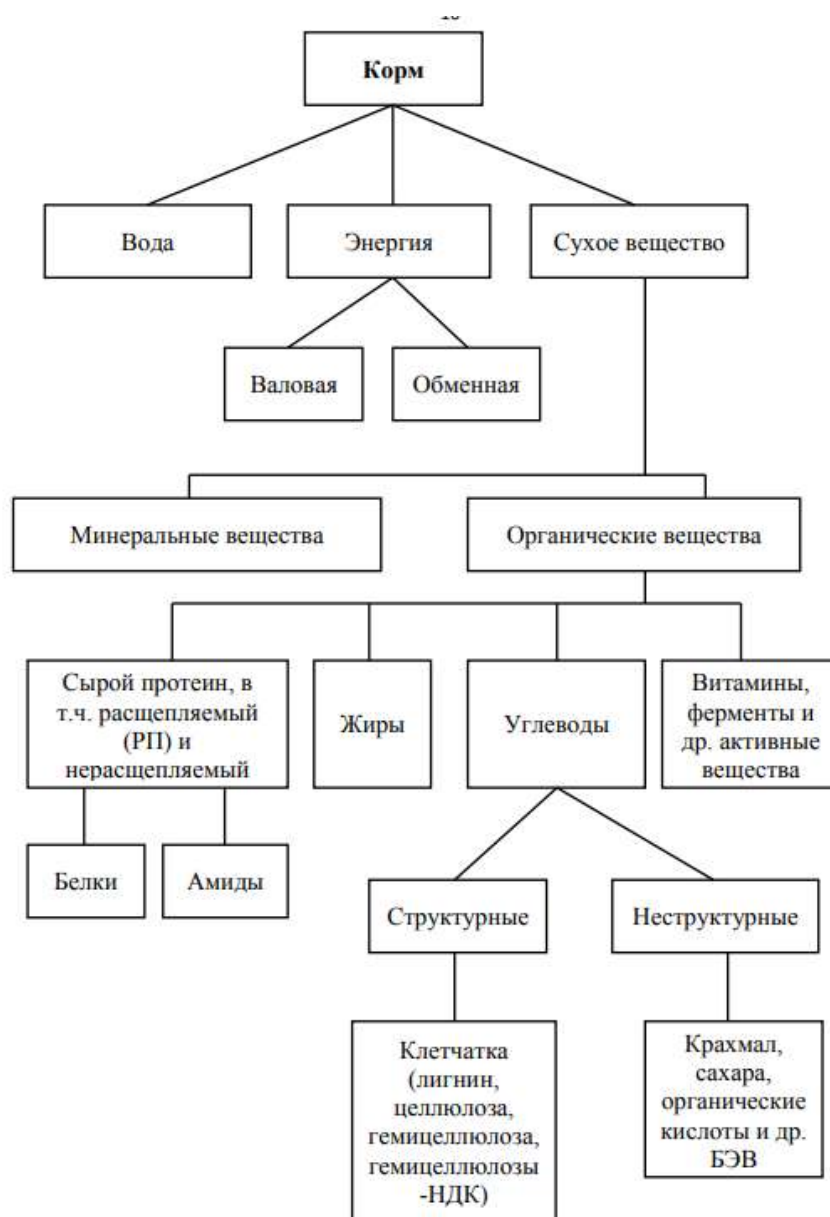 Корм
Вода
Энергия
Сухое вещество
Валовая
Обменная
Минеральные вещества
Органические вещества
Сырой протеин, в
т.ч. расщепляемый
(РП) и
нерасщепляемый
Жиры
Углеводы
Витамины,
ферменты и
др. активные
вещества
Белки
Амиды
Структурные
Неструктурные
Клетчатка
(лигнин,
целлюлоза,
гемицеллюлоза,
гемицеллюлозы
-НДК)
Крахмал,
сахара,
органические
кислоты и др.
БЭВ